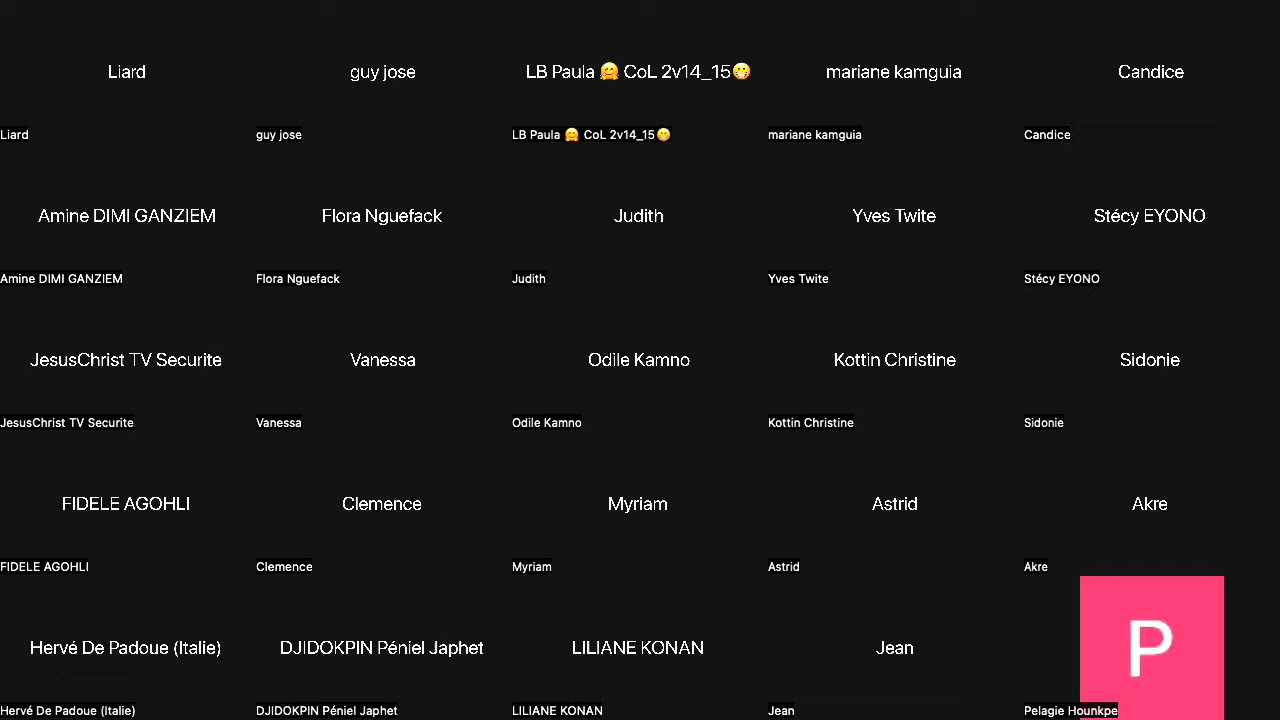 Liard
guy jose
LB Paula 🤗 CoL 2v14_15😁
mariane kamguia
Candice
Liard
guy jose
LB Paula 🤗 CoL 2v14_15😁
mariane kamguia
Candice
Amine DIMI GANZIEM
Flora Nguefack
Judith
Yves Twite
Stécy EYONO
Amine DIMI GANZIEM
Flora Nguefack
Judith
Yves Twite
Stécy EYONO
JesusChrist TV Securite
Vanessa
Odile Kamno
Kottin Christine
Sidonie
JesusChrist TV Securite
Vanessa
Odile Kamno
Kottin Christine
Sidonie
FIDELE AGOHLI
Clemence
Myriam
Astrid
Akre
FIDELE AGOHLI
Clemence
Myriam
Astrid
Akre
Hervé De Padoue (Italie)
DJIDOKPIN Péniel Japhet
LILIANE KONAN
Jean
P
Hervé De Padoue (Italie)
DJIDOKPIN Péniel Japhet
LILIANE KONAN
Jean
Pelagie Hounkpe